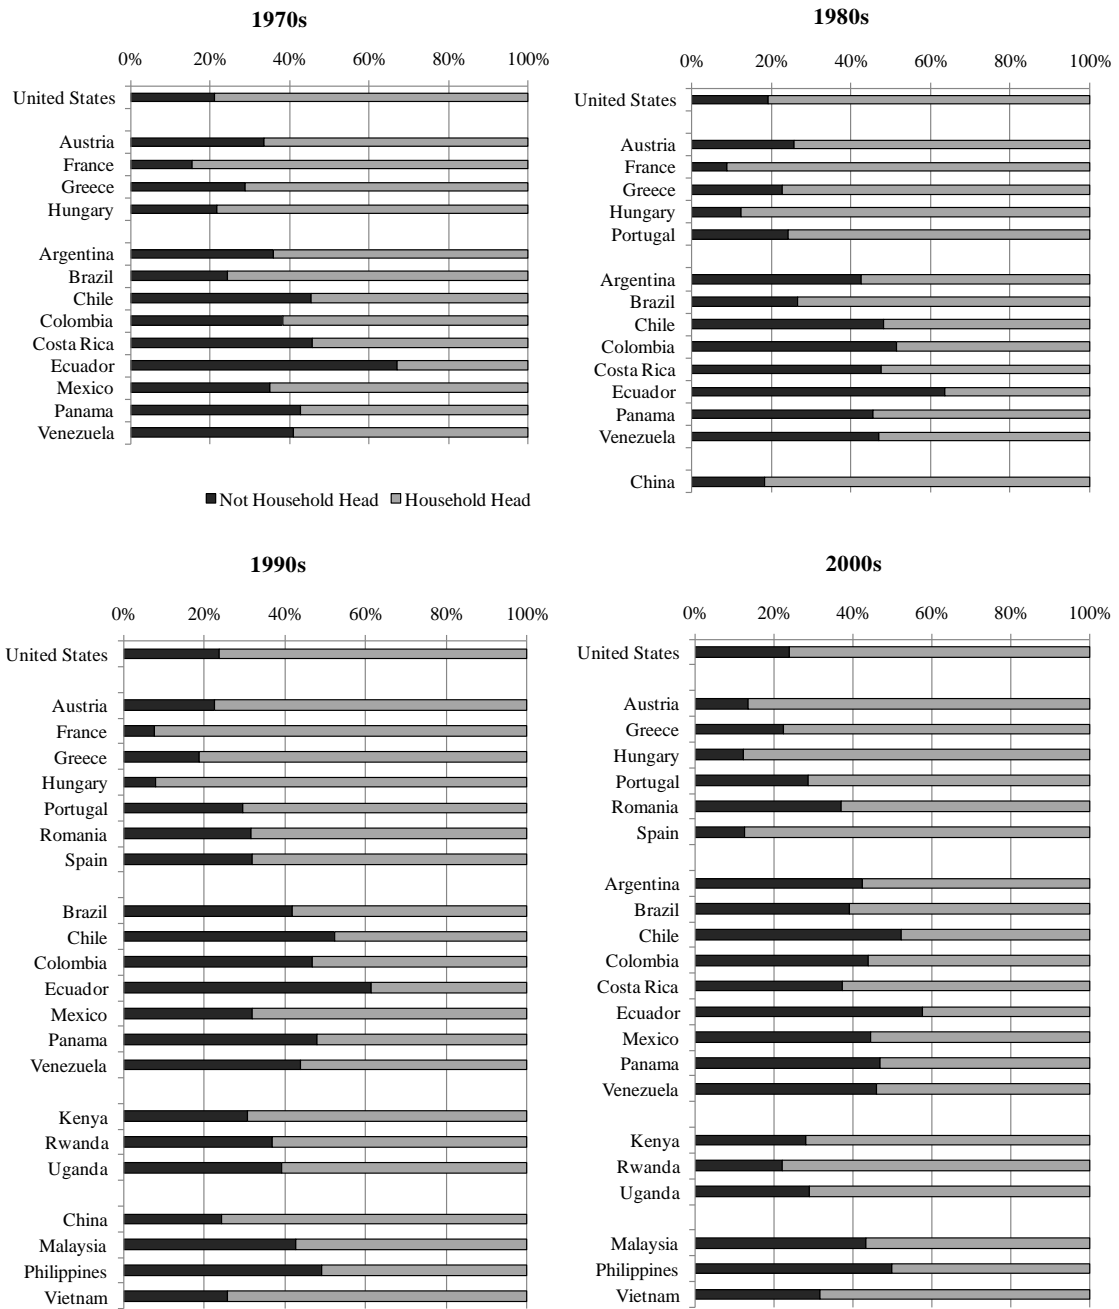 1970s
0% 20% 40% 60% 80% 100%
United States
Austria
France
Greece
Hungary
Argentina
Brazil
Chile
Colombia
Costa Rica
Ecuador
Mexico
Panama
Venezuela
Not Household Head Household Head
1980s
0% 20% 40% 60% 80% 100%
United States
Austria
France
Greece
Hungary
Portugal
Argentina
Brazil
Chile
Colombia
Costa Rica
Ecuador
Panama
Venezuela
China
1990s
0% 20% 40% 60% 80% 100%
United States
Austria
France
Greece
Hungary
Portugal
Romania
Spain
Brazil
Chile
Colombia
Ecuador
Mexico
Panama
Venezuela
Kenya
Rwanda
Uganda
China
Malaysia
Philippines
Vietnam
2000s
0% 20% 40% 60% 80% 100%
United States
Austria
Greece
Hungary
Portugal
Romania
Spain
Argentina
Brazil
Chile
Colombia
Costa Rica
Ecuador
Mexico
Panama
Venezuela
Kenya
Rwanda
Uganda
Malaysia
Philippines
Vietnam